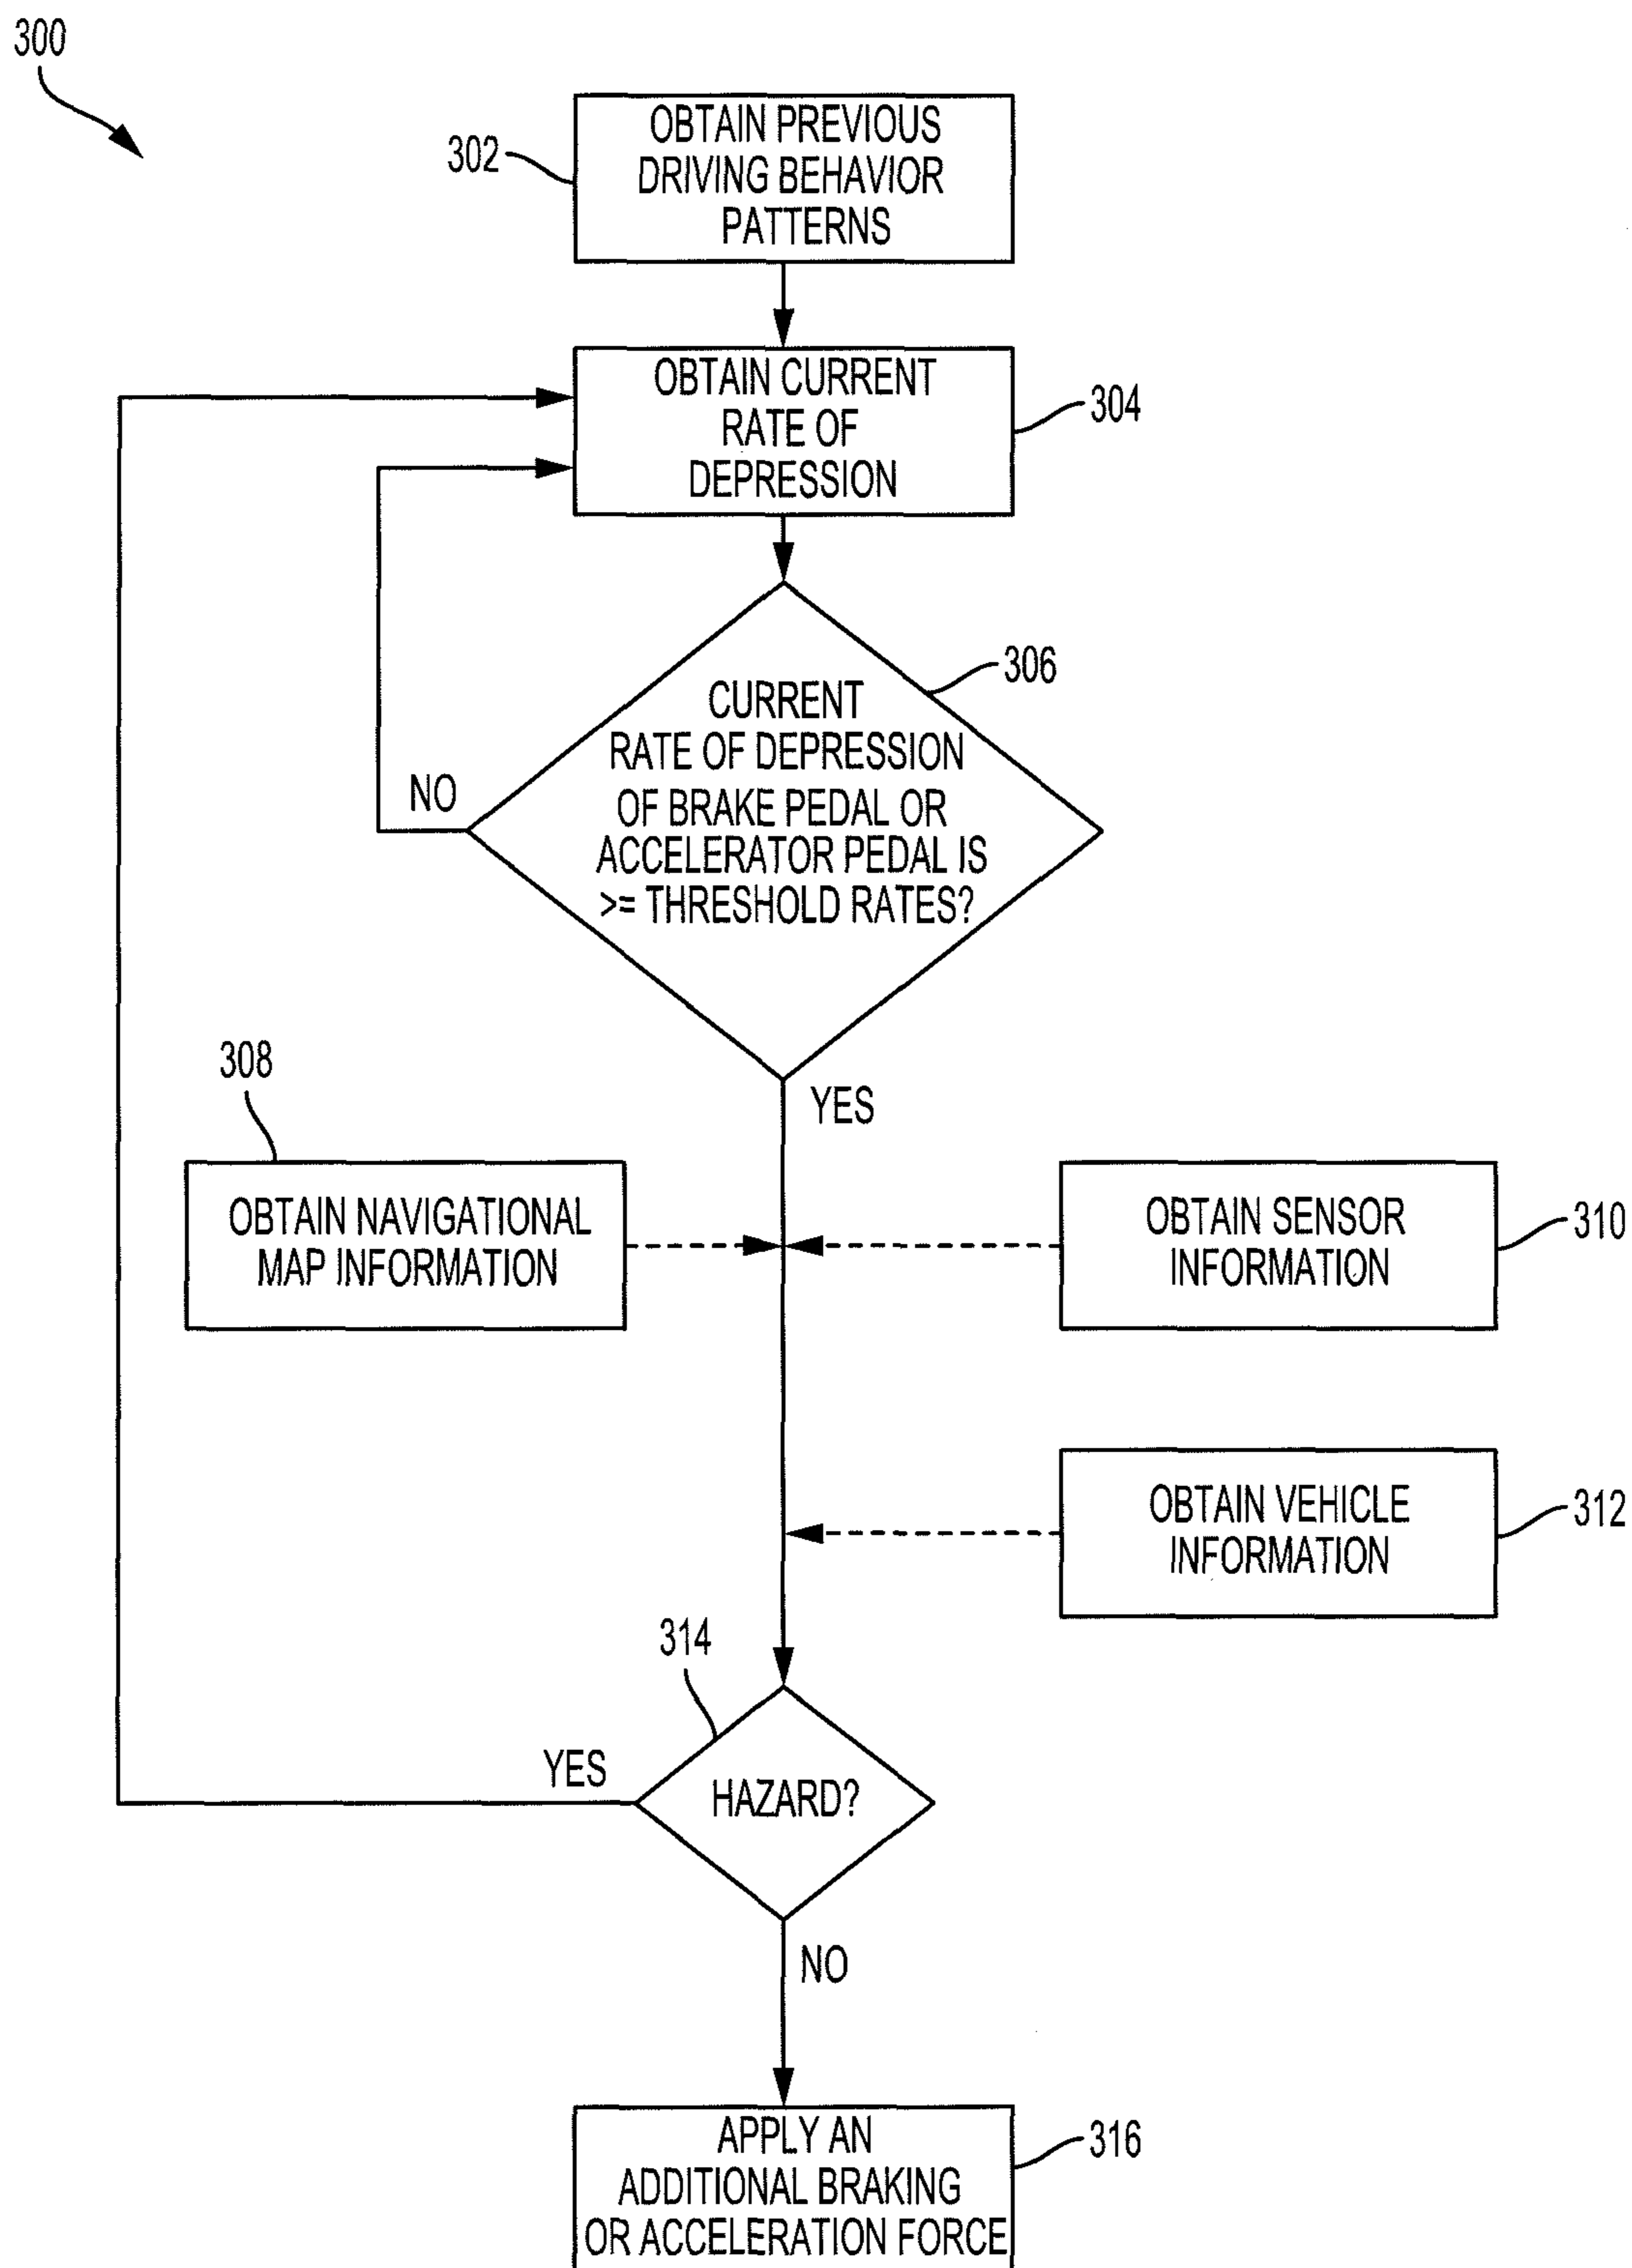 300
302
OBTAIN PREVIOUS
DRIVING BEHAVIOR
PATTERNS
OBTAIN CURRENT
RATE OF
DEPRESSION
304
306
CURRENT
RATE OF DEPRESSION
OF BRAKE PEDAL OR
ACCELERATOR PEDAL IS
>= THRESHOLD RATES?
NO
YES
308
OBTAIN NAVIGATIONAL
MAP INFORMATION
OBTAIN SENSOR
INFORMATION
310
OBTAIN VEHICLE
INFORMATION
312
314
YES
HAZARD?
NO
APPLY AN
ADDITIONAL BRAKING
OR ACCELERATION FORCE
316